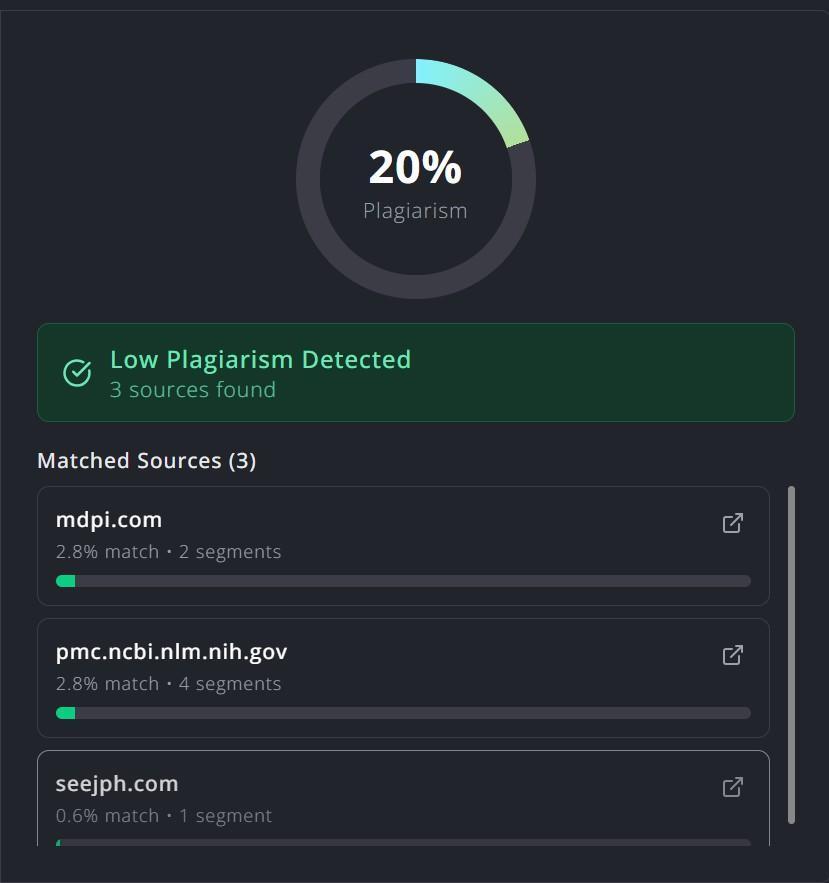 20%
Plagiarism
Low Plagiarism Detected
3 sources found
Matched Sources (3)
mdpi.com
2.8% match • 2 segments
pmc.ncbi.nlm.nih.gov
2.8% match • 4 segments
seejph.com
0.6% match • 1 segment